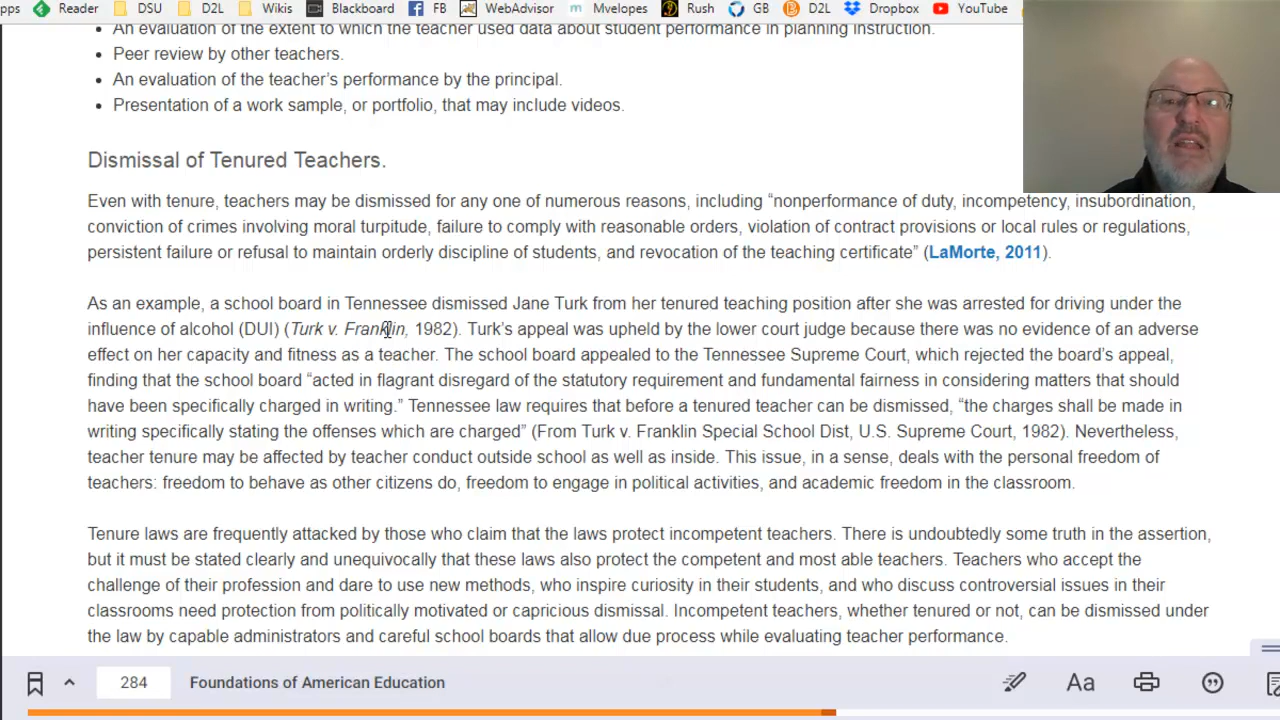 pps Reader DSU D2L Wikis Blackboard FB WebAdvisor Mvelopes Rush GB D2L Dropbox YouTube
• An evaluation of the extent to which the teacher used data about student performance in planning instruction.
• Peer review by other teachers.
• An evaluation of the teacher's performance by the principal.
• Presentation of a work sample, or portfolio, that may include videos.
Dismissal of Tenured Teachers.
Even with tenure, teachers may be dismissed for any one of numerous reasons, including “nonperformance of duty, incompetency, insubordination,
conviction of crimes involving moral turpitude, failure to comply with reasonable orders, violation of contract provisions or local rules or regulations,
persistent failure or refusal to maintain orderly discipline of students, and revocation of the teaching certificate” (LaMorte, 2011).
As an example, a school board in Tennessee dismissed Jane Turk from her tenured teaching position after she was arrested for driving under the
influence of alcohol (DUI) (Turk v. Franklin, 1982). Turk’s appeal was upheld by the lower court judge because there was no evidence of an adverse
effect on her capacity and fitness as a teacher. The school board appealed to the Tennessee Supreme Court, which rejected the board’s appeal,
finding that the school board “acted in flagrant disregard of the statutory requirement and fundamental fairness in considering matters that should
have been specifically charged in writing.” Tennessee law requires that before a tenured teacher can be dismissed, “the charges shall be made in
writing specifically stating the offenses which are charged” (From Turk v. Franklin Special School Dist, U.S. Supreme Court, 1982). Nevertheless,
teacher tenure may be affected by teacher conduct outside school as well as inside. This issue, in a sense, deals with the personal freedom of
teachers: freedom to behave as other citizens do, freedom to engage in political activities, and academic freedom in the classroom.
Tenure laws are frequently attacked by those who claim that the laws protect incompetent teachers. There is undoubtedly some truth in the assertion,
but it must be stated clearly and unequivocally that these laws also protect the competent and most able teachers. Teachers who accept the
challenge of their profession and dare to use new methods, who inspire curiosity in their students, and who discuss controversial issues in their
classrooms need protection from politically motivated or capricious dismissal. Incompetent teachers, whether tenured or not, can be dismissed under
the law by capable administrators and careful school boards that allow due process while evaluating teacher performance.
284 Foundations of American Education Aa